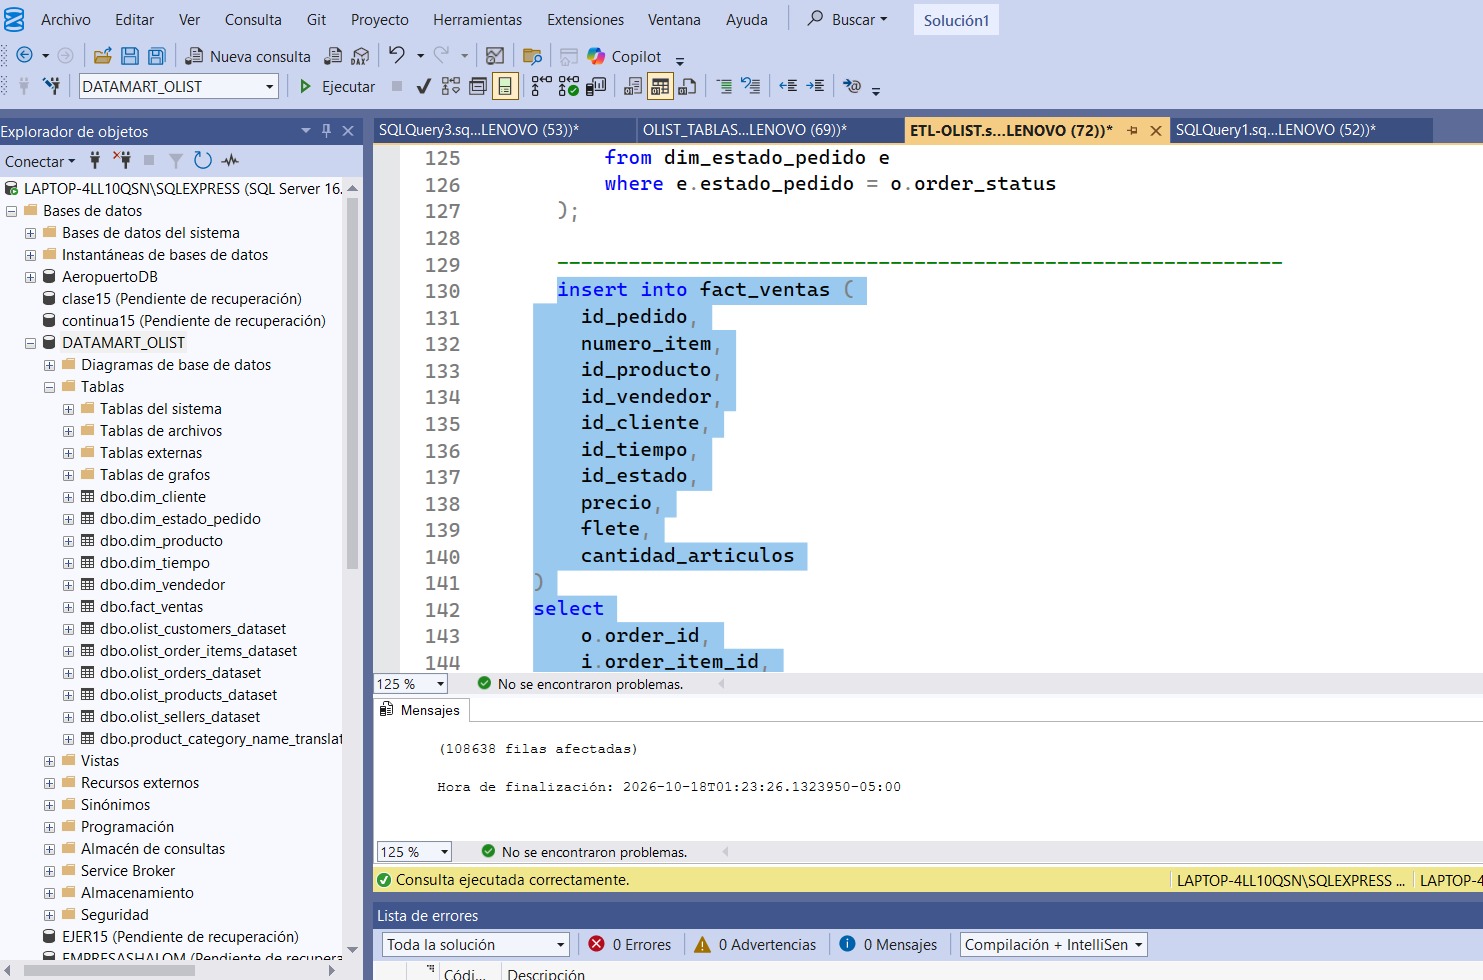 Archivo Editar Ver Consulta Git Proyecto Herramientas Extensiones Ventana Ayuda Buscar Solución1
Nueva consulta DAX Copilot
DATAMART_OLIST Ejecutar
Explorador de objetos
Conectar
LAPTOP-4LL10QSN\SQLEXPRESS (SQL Server 16.
Bases de datos
Bases de datos del sistema
Instantáneas de bases de datos
AeropuertoDB
clase15 (Pendiente de recuperación)
continua15 (Pendiente de recuperación)
DATAMART_OLIST
Diagramas de base de datos
Tablas
Tablas del sistema
Tablas de archivos
Tablas externas
Tablas de grafos
dbo.dim_cliente
dbo.dim_estado_pedido
dbo.dim_producto
dbo.dim_tiempo
dbo.dim_vendedor
dbo.fact_ventas
dbo.olist_customers_dataset
dbo.olist_order_items_dataset
dbo.olist_orders_dataset
dbo.olist_products_dataset
dbo.olist_sellers_dataset
dbo.product_category_name_translat
Vistas
Recursos externos
Sinónimos
Programación
Almacén de consultas
Service Broker
Almacenamiento
Seguridad
EJER15 (Pendiente de recuperación)
EMPRESASHALOM (Pendiente de recupera
SQLQuery3.sq...LENOVO (53))* OLIST_TABLAS...LENOVO (69))* ETL-OLIST.s...LENOVO (72))* SQLQuery1.sq...LENOVO (52))*
125 from dim_estado_pedido e
126 where e.estado_pedido = o.order_status
127 );
128
129 -------------------------------------------------------------
130 insert into fact_ventas (
131 id_pedido,
132 numero_item,
133 id_producto,
134 id_vendedor,
135 id_cliente,
136 id_tiempo,
137 id_estado,
138 precio,
139 flete,
140 cantidad_articulos
141 )
142 select
143 o.order_id,
144 i.order_item_id,
125 % No se encontraron problemas.
Mensajes
(108638 filas afectadas)
Hora de finalización: 2026-10-18T01:23:26.1323950-05:00
125 % No se encontraron problemas.
Consulta ejecutada correctamente. LAPTOP-4LL10QSN\SQLEXPRESS ... LAPTOP-4
Lista de errores
Toda la solución 0 Errores 0 Advertencias 0 Mensajes Compilación + IntelliSen
Códi... Descripción